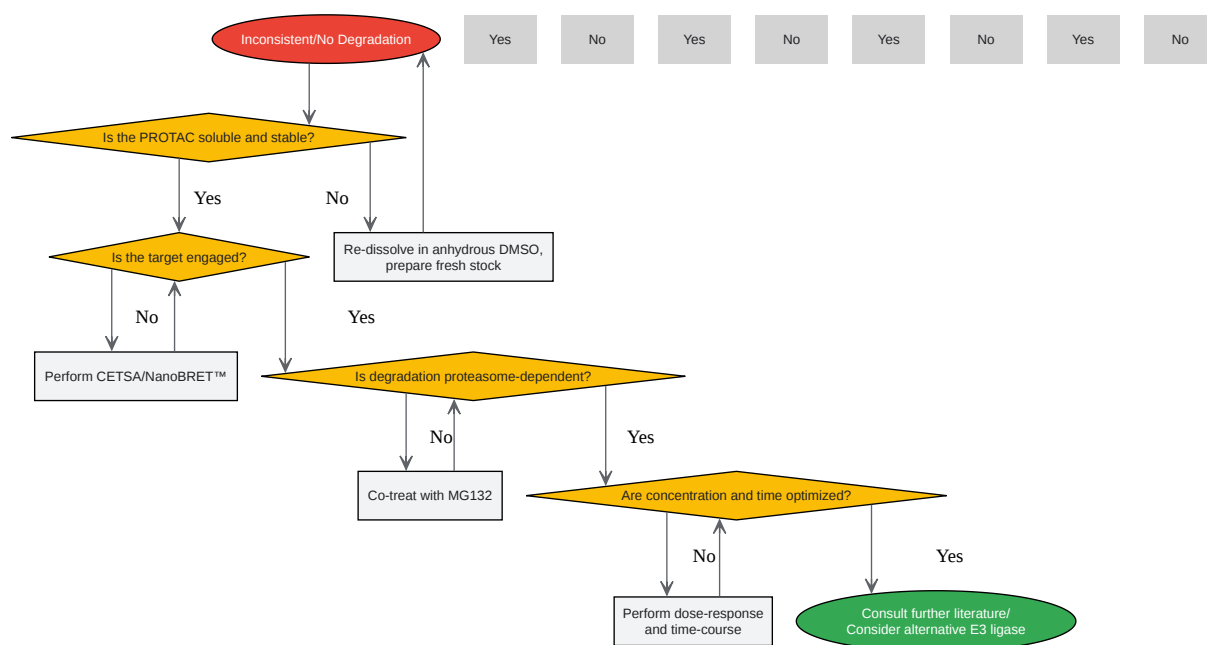 Inconsistent/No Degradation
Yes
No
Yes
No
Yes
No
Yes
No
Is the PROTAC soluble and stable?
Yes
No
Re-dissolve in anhydrous DMSO,
prepare fresh stock
Is the target engaged?
No
Yes
Perform CETSA/NanoBRET™
Is degradation proteasome-dependent?
No
Yes
Co-treat with MG132
Are concentration and time optimized?
No
Yes
Perform dose-response
and time-course
Consult further literature/
Consider alternative E3 ligase